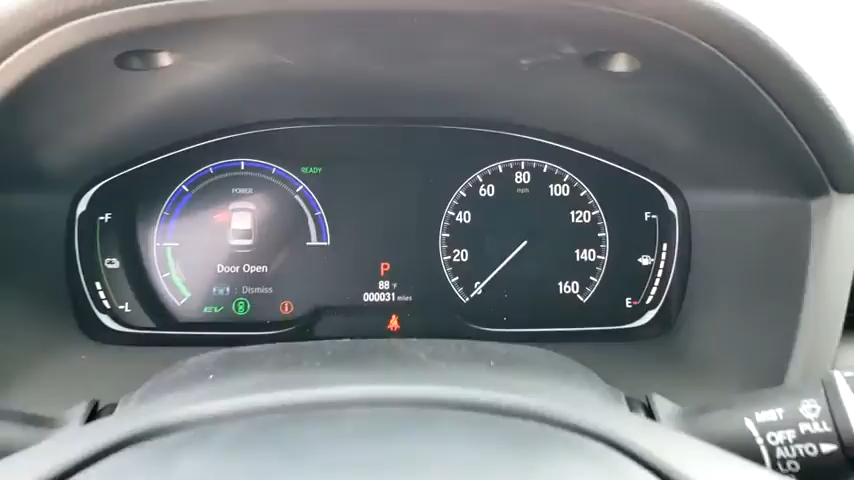 READY
POWER
F
L
Door Open
: Dismiss
EV
P
88 °F
000031 miles
0
20
40
60
80
100
120
140
160
mph
F
E
MIST
PULL
OFF
AUTO
LO